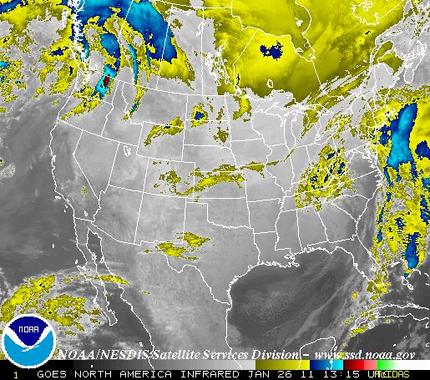 NOAA
NOAA/NESDIS Satellite Services Division - www.ssd.noaa.gov
1 GOES NORTH AMERICA INFRARED JAN 26 11 13:15 UTC